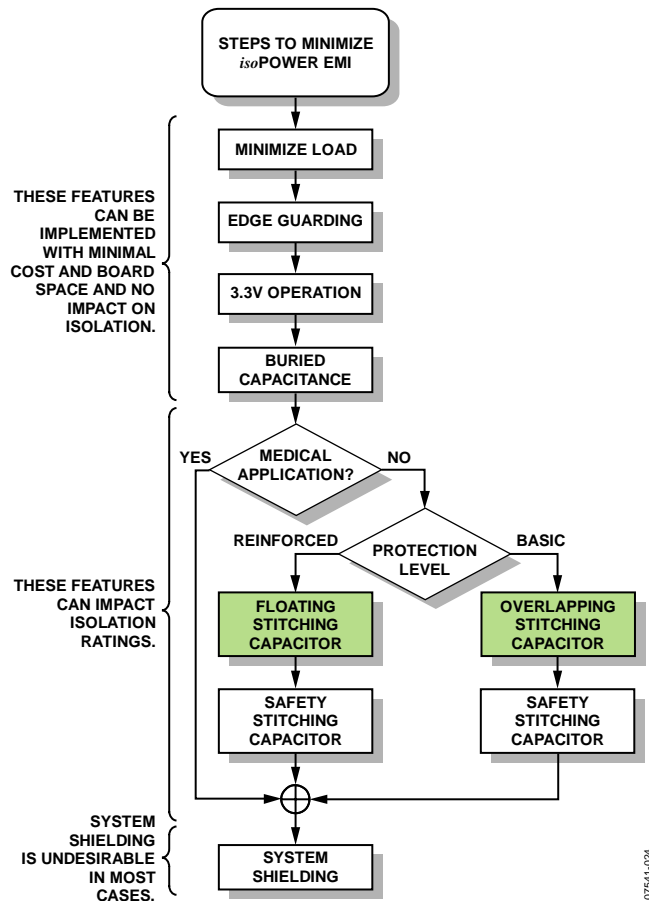 STEPS TO MINIMIZE
isoPOWER EMI
MINIMIZE LOAD
EDGE GUARDING
3.3V OPERATION
BURIED
CAPACITANCE
THESE FEATURES
CAN BE
IMPLEMENTED
WITH MINIMAL
COST AND BOARD
SPACE AND NO
IMPACT ON
ISOLATION.
YES
MEDICAL
APPLICATION?
NO
REINFORCED
PROTECTION
LEVEL
BASIC
FLOATING
STITCHING
CAPACITOR
OVERLAPPING
STITCHING
CAPACITOR
THESE FEATURES
CAN IMPACT
ISOLATION
RATINGS.
SAFETY
STITCHING
CAPACITOR
SAFETY
STITCHING
CAPACITOR
SYSTEM
SHIELDING
IS UNDESIRABLE
IN MOST
CASES.
SYSTEM
SHIELDING
07541-024